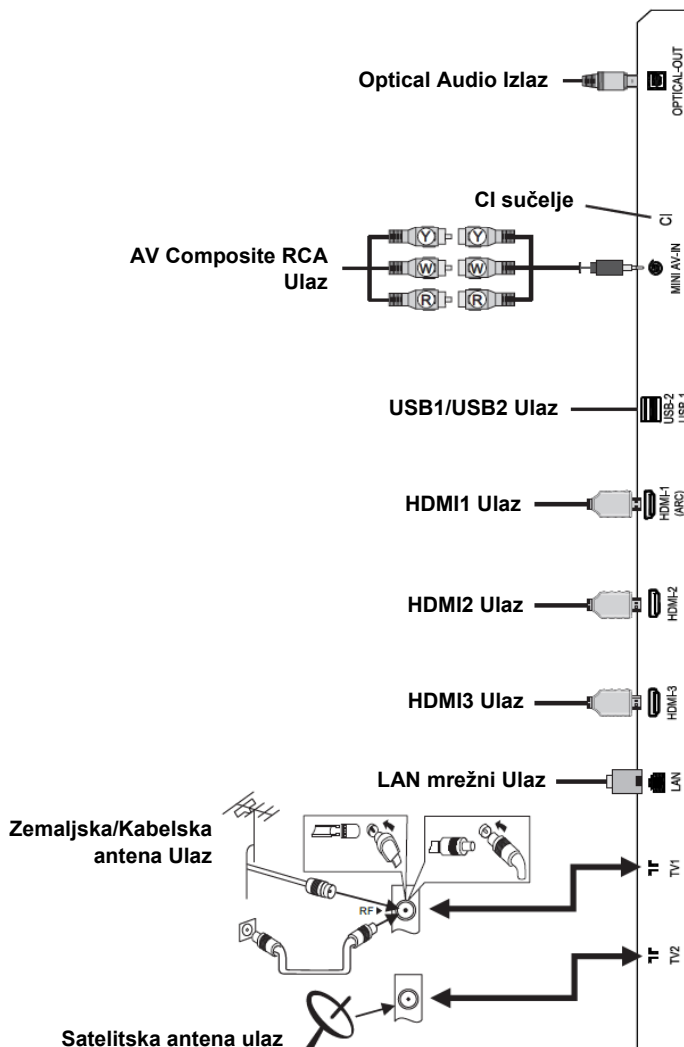 Optical Audio Izlaz
OPTICAL-OUT
CI sučelje
CI
AV Composite RCA
Ulaz
Y
Y
W
W
R
R
MINI AV-IN
USB1/USB2 Ulaz
USB-2
USB-1
HDMI1 Ulaz
HDMI-1
(ARC)
HDMI2 Ulaz
HDMI-2
HDMI3 Ulaz
HDMI-3
LAN mrežni Ulaz
LAN
Zemaljska/Kabelska
antena Ulaz
RF
TV1
TV2
Satelitska antena ulaz